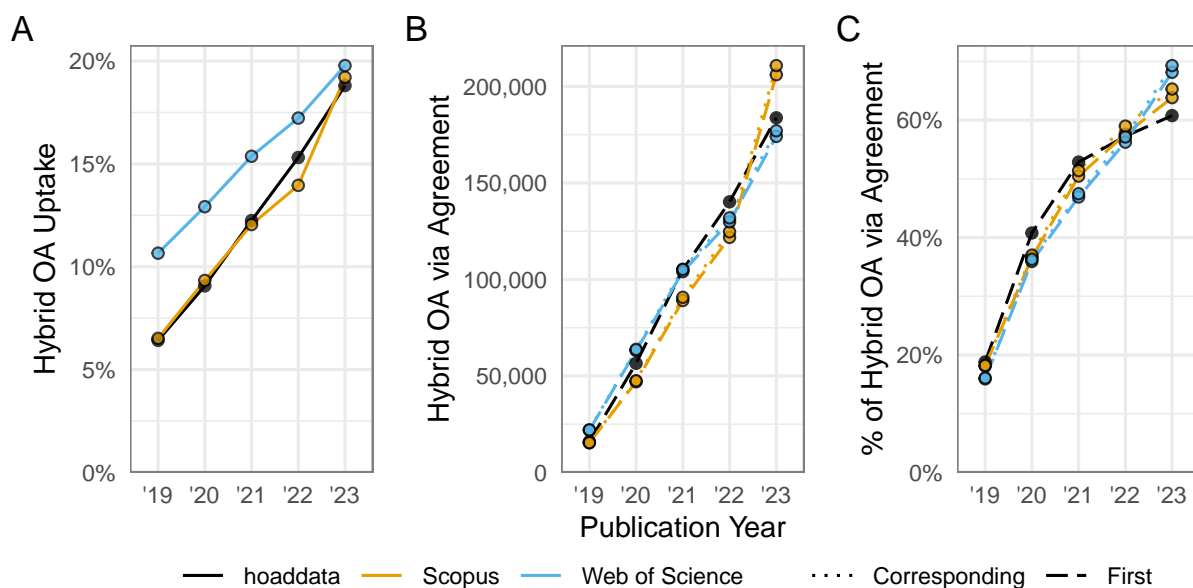 A
Hybrid OA Uptake
20%
15%
10%
5%
0%
'19 '20 '21 '22 '23
B
Hybrid OA via Agreement
200,000
150,000
100,000
50,000
0
'19 '20 '21 '22 '23
C
% of Hybrid OA via Agreement
60%
40%
20%
0%
'19 '20 '21 '22 '23
Publication Year
hoaddata Scopus Web of Science Corresponding First